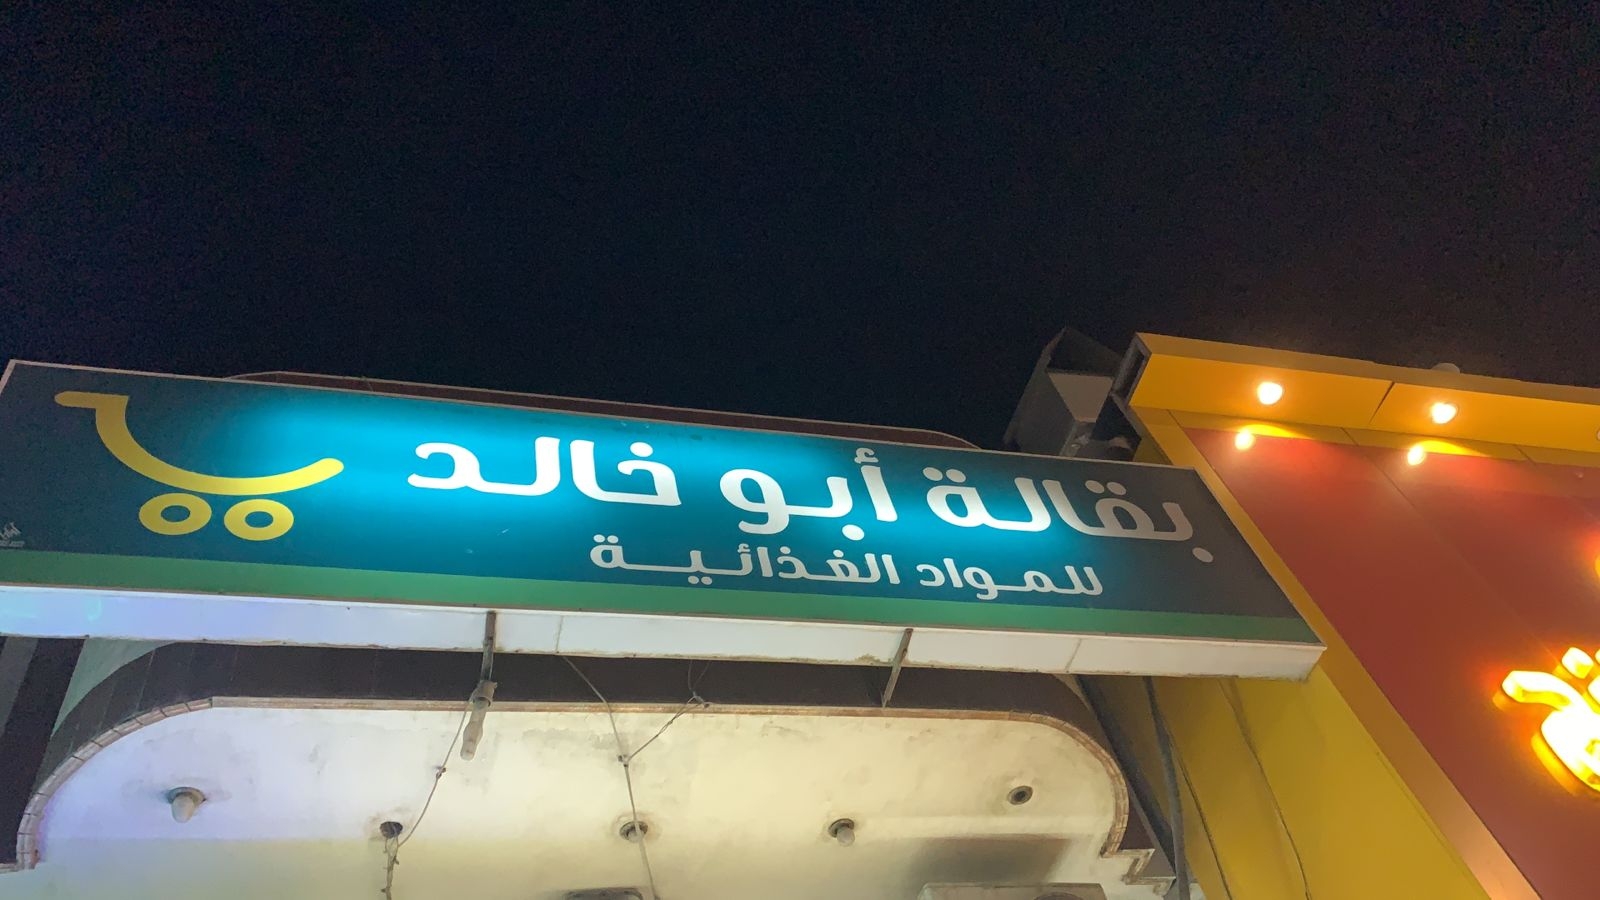 بقالة أبو خالد
للمواد الغذائية